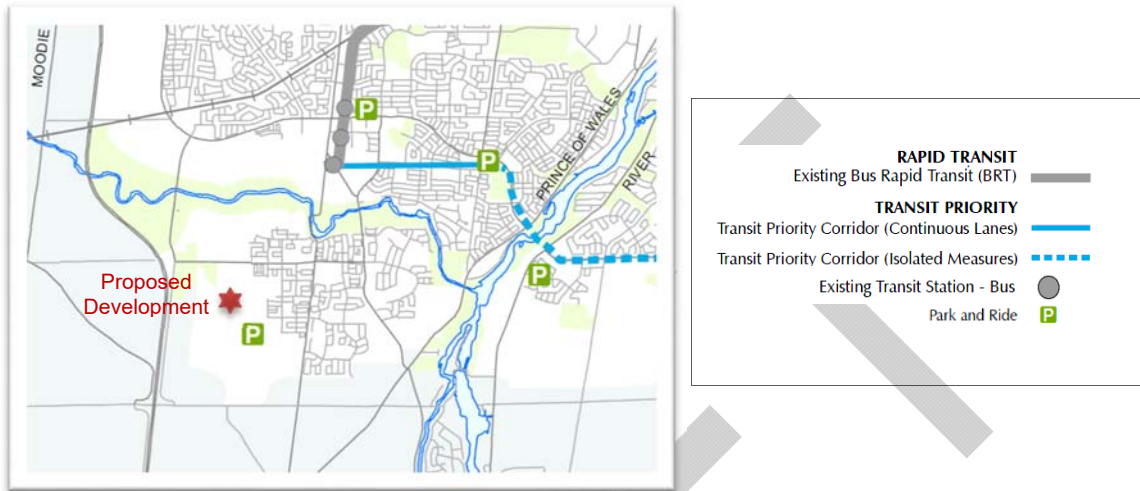 MOODIE
P
P
PRINCE OF WALES
RIVER
P
Proposed
Development
P
RAPID TRANSIT
Existing Bus Rapid Transit (BRT)
TRANSIT PRIORITY
Transit Priority Corridor (Continuous Lanes)
Transit Priority Corridor (Isolated Measures)
Existing Transit Station - Bus
Park and Ride P